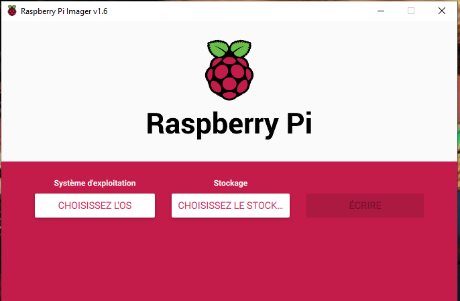 Raspberry Pi Imager v1.6
Raspberry Pi
Système d'exploitation
Stockage
CHOISISSEZ L'OS
CHOISISSEZ LE STOCK...
ÉCRIRE